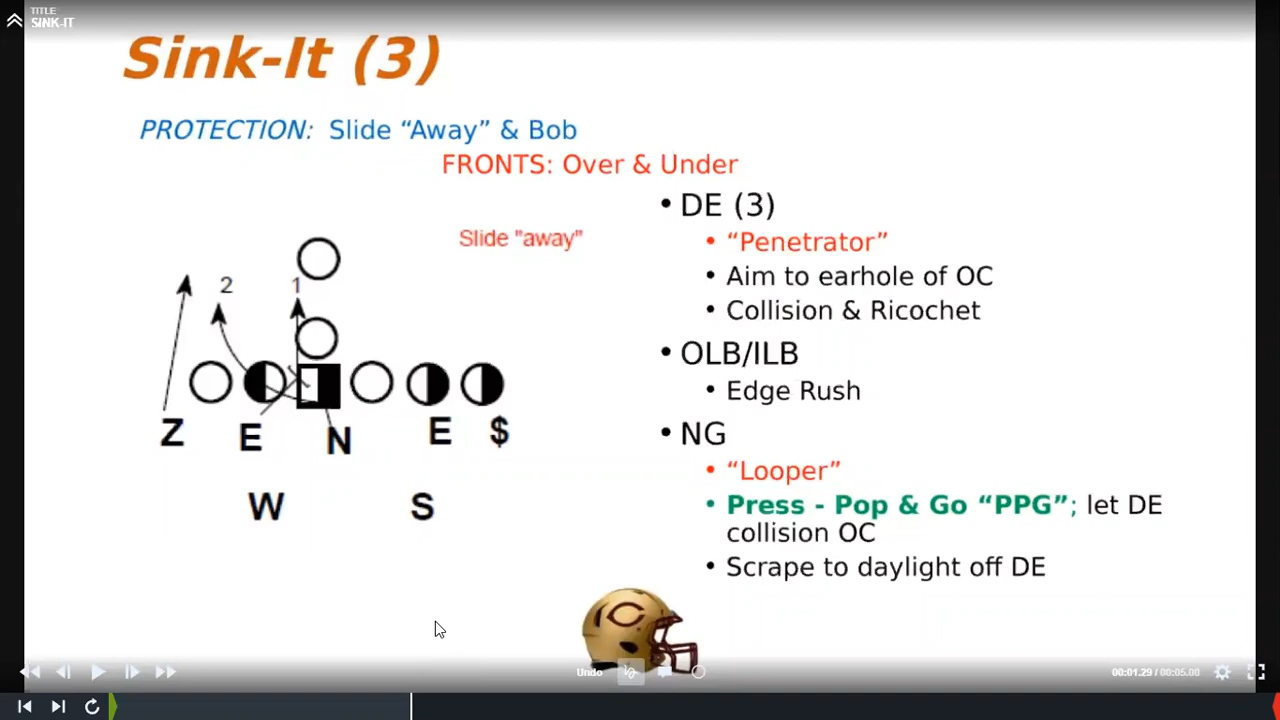 TITLE
SINK-IT
Sink-It (3)
PROTECTION: Slide “Away” & Bob
FRONTS: Over & Under
Slide "away"
2 1
Z E N E $
W S
• DE (3)
• “Penetrator”
• Aim to earhole of OC
• Collision & Ricochet
• OLB/ILB
• Edge Rush
• NG
• “Looper”
• Press - Pop & Go “PPG”; let DE
collision OC
• Scrape to daylight off DE
C
Undo
00:01.29 / 00:05.00